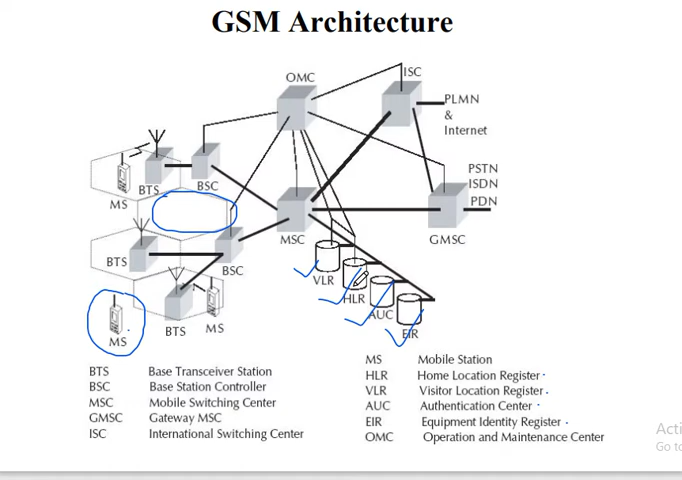 GSM Architecture
OMC
ISC
PLMN
&
Internet
BTS
BSC
MS
PSTN
ISDN
PDN
MSC
GMSC
BTS
BSC
VLR
HLR
AUC
EIR
MS
BTS
MS
BTS Base Transceiver Station
BSC Base Station Controller
MSC Mobile Switching Center
GMSC Gateway MSC
ISC International Switching Center
MS Mobile Station
HLR Home Location Register
VLR Visitor Location Register
AUC Authentication Center
EIR Equipment Identity Register
OMC Operation and Maintenance Center
Acti
Go to